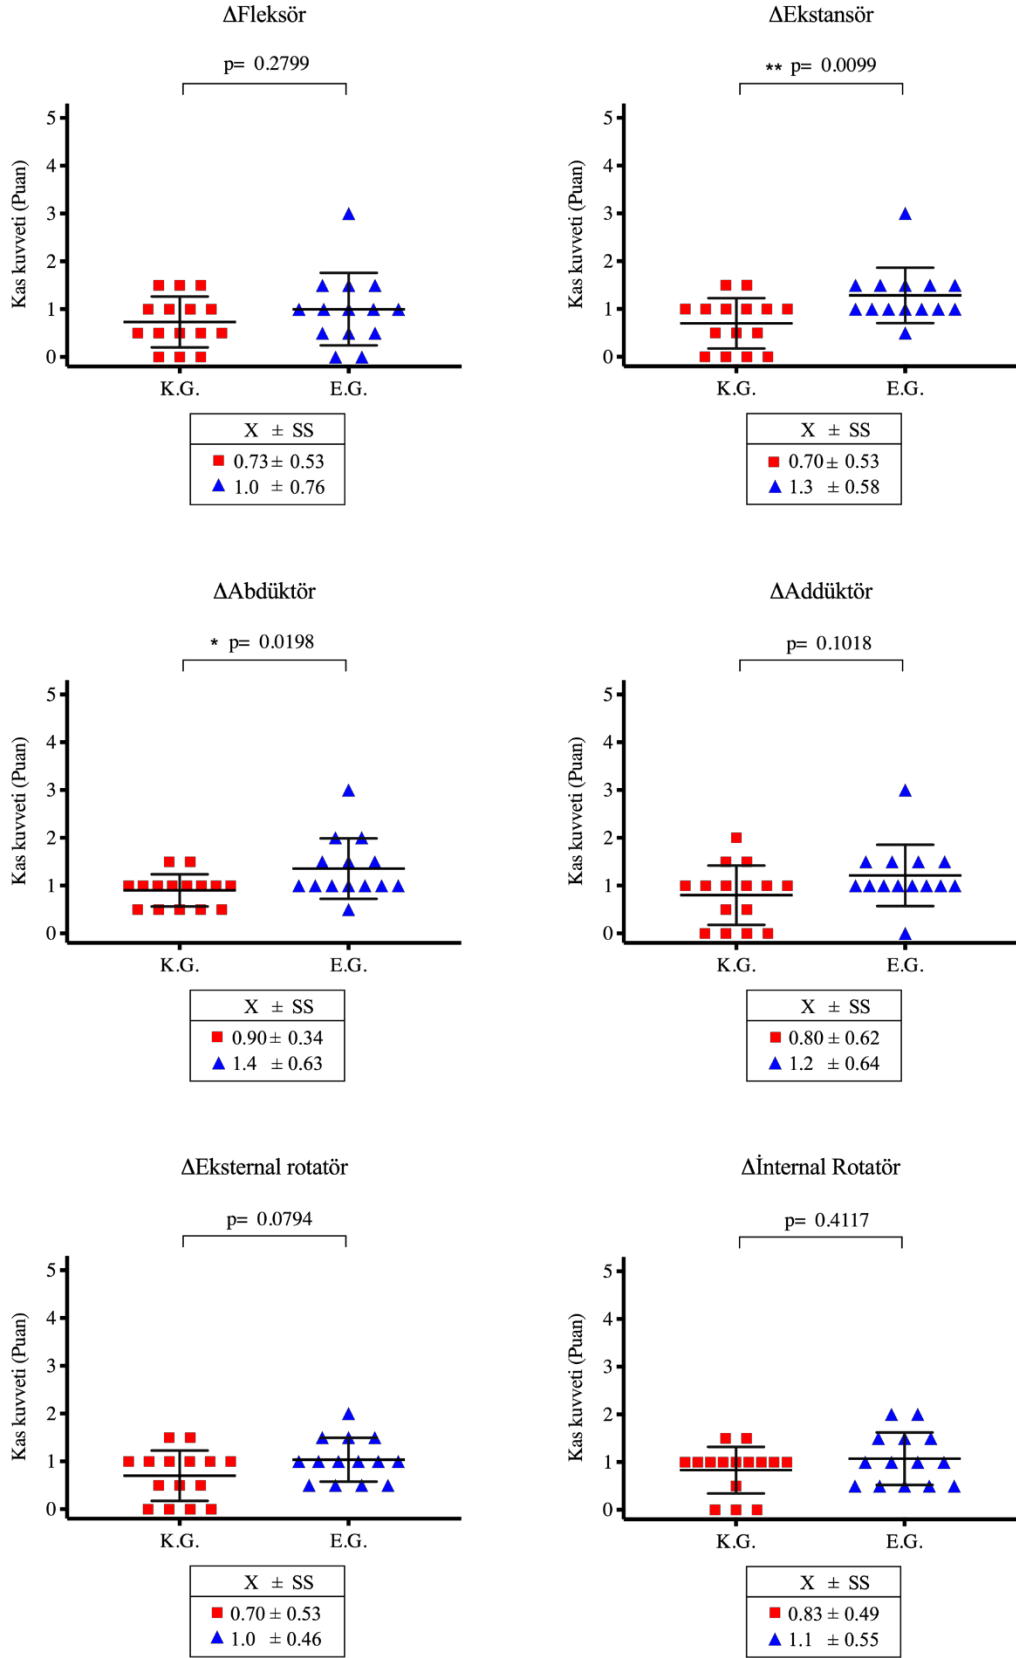 ΔFleksör
p= 0.2799
Kas kuvveti (Puan)
5
4
3
2
1
0
K.G. E.G.
X ± SS
0.73 ± 0.53
1.0 ± 0.76
ΔEkstansör
** p= 0.0099
Kas kuvveti (Puan)
5
4
3
2
1
0
K.G. E.G.
X ± SS
0.70 ± 0.53
1.3 ± 0.58
ΔAbdüktör
* p= 0.0198
Kas kuvveti (Puan)
5
4
3
2
1
0
K.G. E.G.
X ± SS
0.90 ± 0.34
1.4 ± 0.63
ΔAddüktör
p= 0.1018
Kas kuvveti (Puan)
5
4
3
2
1
0
K.G. E.G.
X ± SS
0.80 ± 0.62
1.2 ± 0.64
ΔEksternal rotatör
p= 0.0794
Kas kuvveti (Puan)
5
4
3
2
1
0
K.G. E.G.
X ± SS
0.70 ± 0.53
1.0 ± 0.46
Δİnternal Rotatör
p= 0.4117
Kas kuvveti (Puan)
5
4
3
2
1
0
K.G. E.G.
X ± SS
0.83 ± 0.49
1.1 ± 0.55